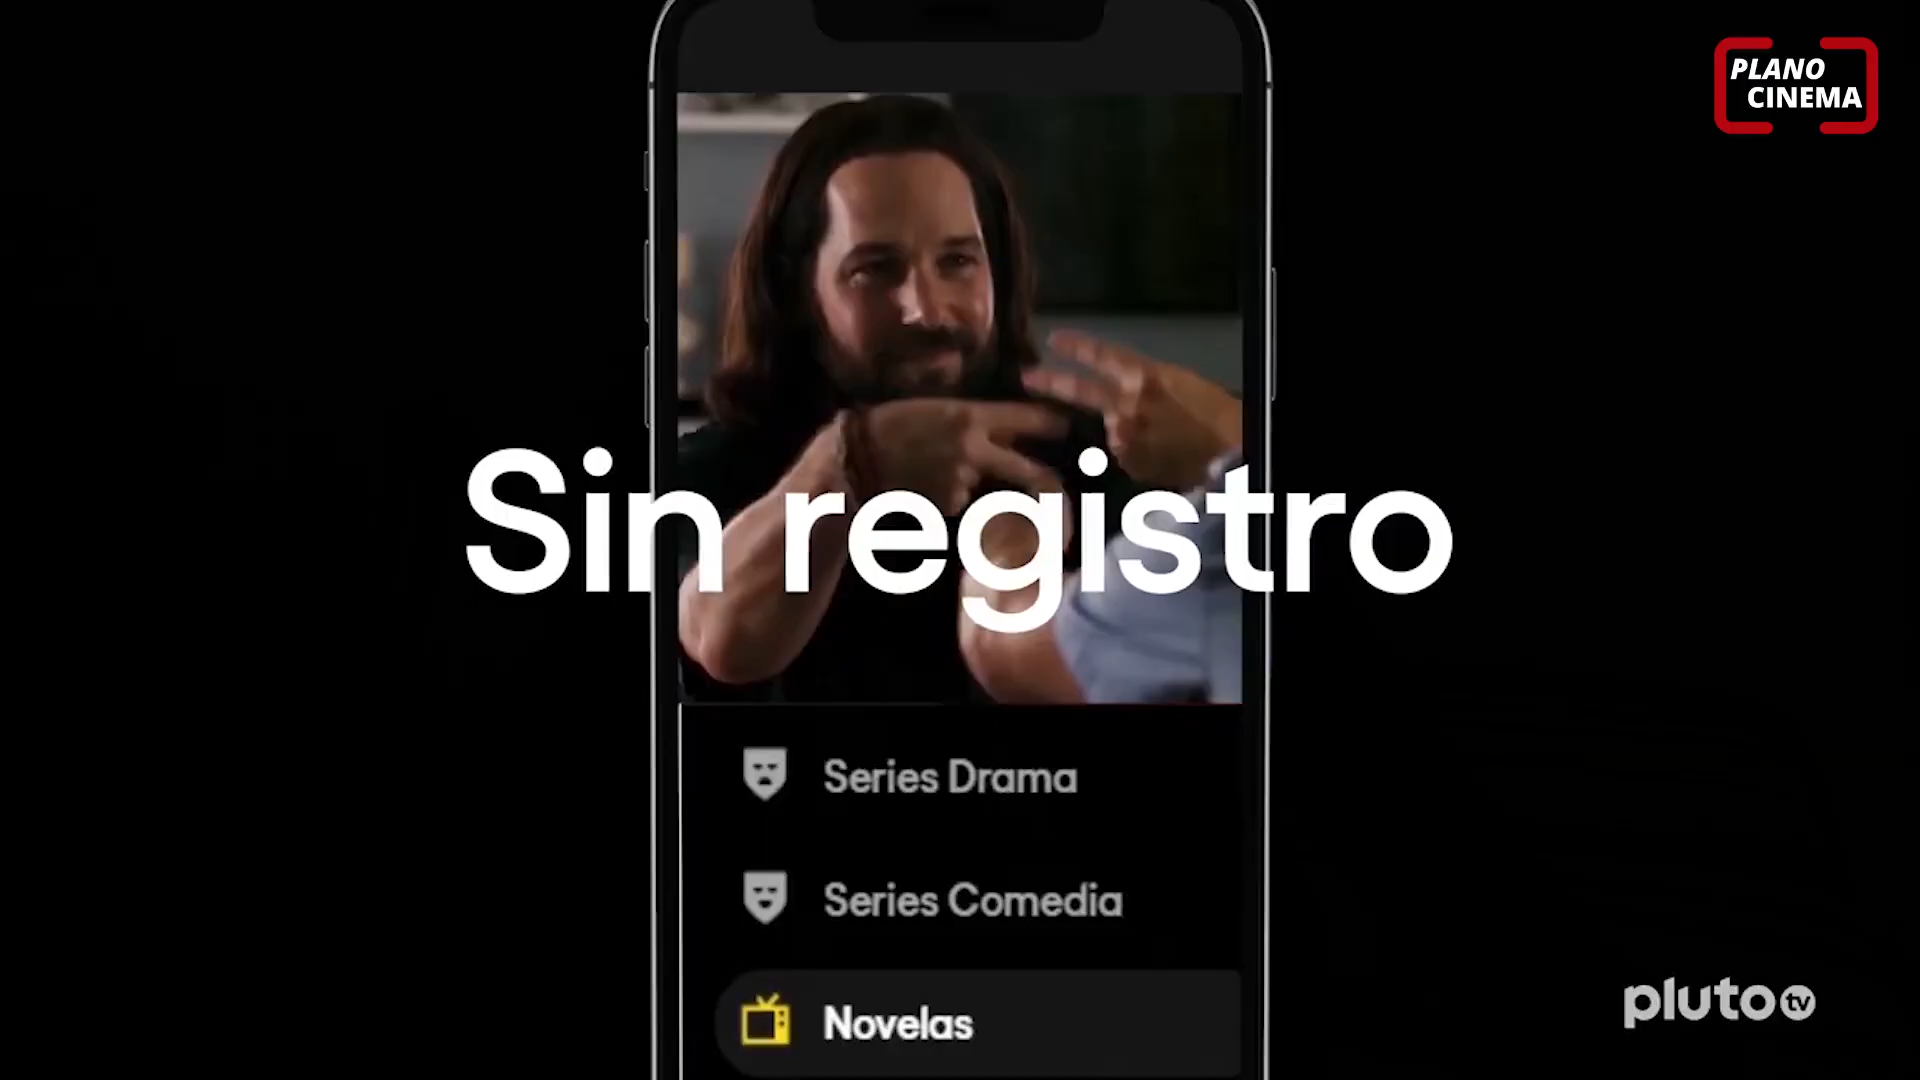 PLANO
CINEMA
Sin registro
Series Drama
Series Comedia
Novelas
pluto tv